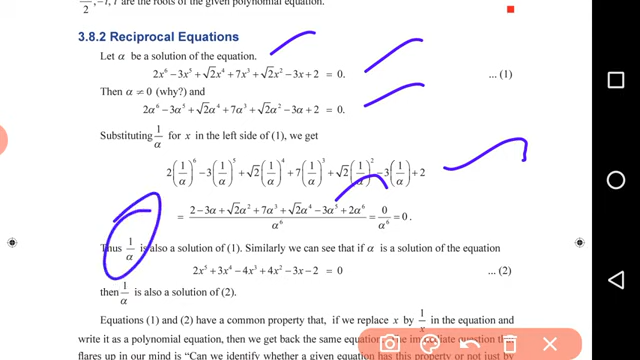 2, -i, i are the roots of the given polynomial equation.
3.8.2 Reciprocal Equations
Let α be a solution of the equation.
2x⁶ − 3x⁵ + √2x⁴ + 7x³ + √2x² − 3x + 2 = 0. ... (1)
Then α ≠ 0 (why?) and
2α⁶ − 3α⁵ + √2α⁴ + 7α³ + √2α² − 3α + 2 = 0.
Substituting 1/α for x in the left side of (1), we get
2(1/α)⁶ − 3(1/α)⁵ + √2(1/α)⁴ + 7(1/α)³ + √2(1/α)² − 3(1/α) + 2
= (2 − 3α + √2α² + 7α³ + √2α⁴ − 3α⁵ + 2α⁶)/α⁶ = 0/α⁶ = 0.
Thus 1/α is also a solution of (1). Similarly we can see that if α is a solution of the equation
2x⁵ + 3x⁴ − 4x³ + 4x² − 3x − 2 = 0 ... (2)
then 1/α is also a solution of (2).
Equations (1) and (2) have a common property that, if we replace x by 1/x in the equation and
write it as a polynomial equation, then we get back the same equation. The immediate question that
flares up in our mind is "Can we identify whether a given equation has this property or not just by